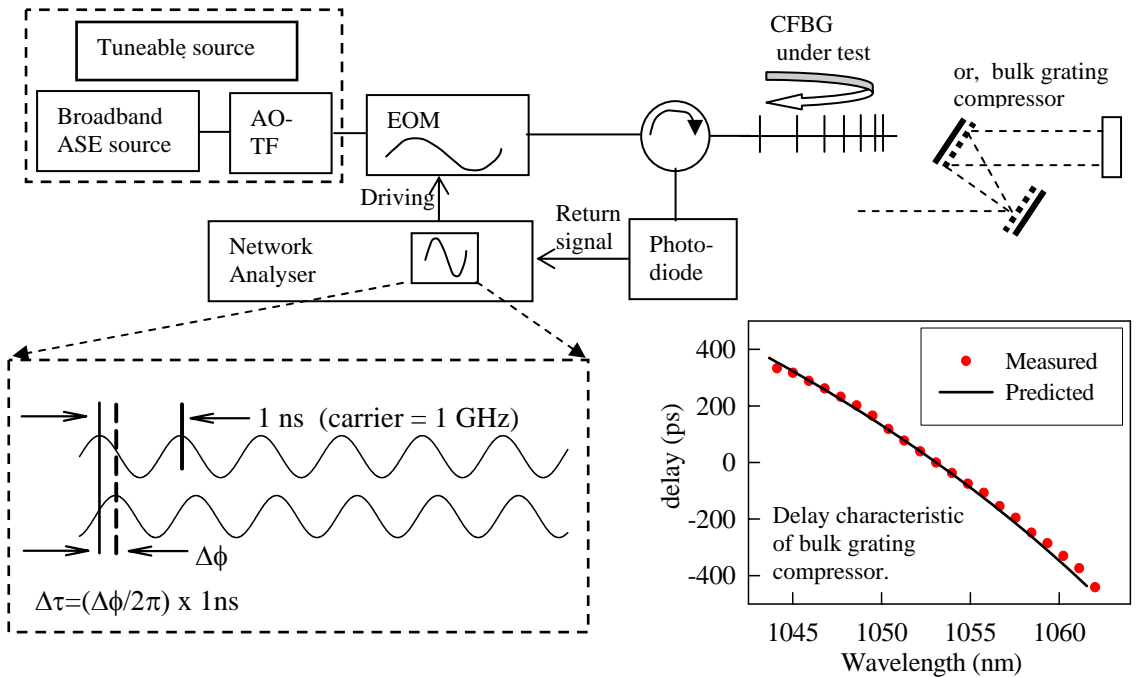 Tuneable source
Broadband
ASE source
AO-
TF
EOM
CFBG
under test
or, bulk grating
compressor
Driving
Network
Analyser
Return
signal
Photo-
diode
1 ns (carrier = 1 GHz)
Δϕ
Δτ=(Δϕ/2π) x 1ns
400
200
0
-200
-400
delay (ps)
Measured
Predicted
Delay characteristic
of bulk grating
compressor.
1045
1050
1055
1060
Wavelength (nm)